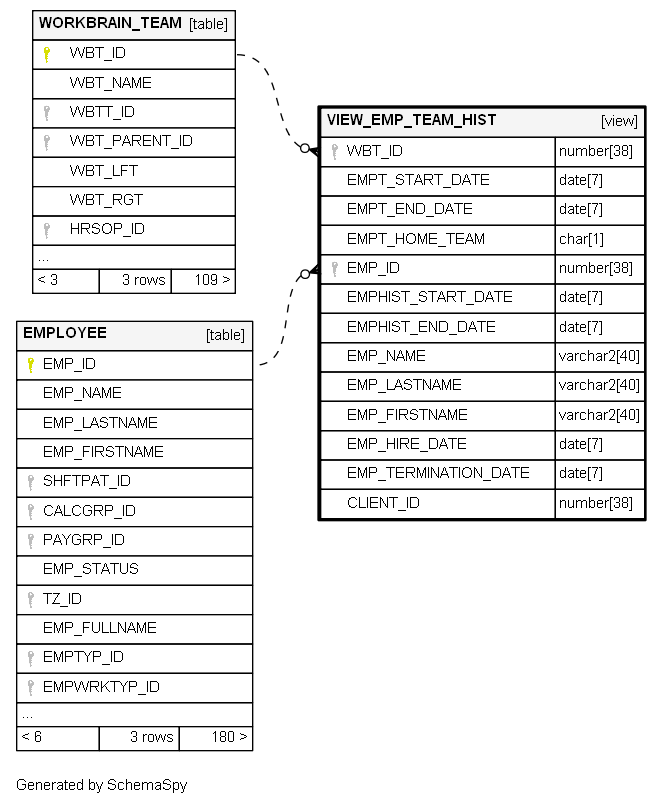 WORKBRAIN_TEAM [table]
WBT_ID
WBT_NAME
WBTT_ID
WBT_PARENT_ID
WBT_LFT
WBT_RGT
HRSOP_ID
...
< 3 3 rows 109 >
VIEW_EMP_TEAM_HIST [view]
WBT_ID number[38]
EMPT_START_DATE date[7]
EMPT_END_DATE date[7]
EMPT_HOME_TEAM char[1]
EMP_ID number[38]
EMPHIST_START_DATE date[7]
EMPHIST_END_DATE date[7]
EMP_NAME varchar2[40]
EMP_LASTNAME varchar2[40]
EMP_FIRSTNAME varchar2[40]
EMP_HIRE_DATE date[7]
EMP_TERMINATION_DATE date[7]
CLIENT_ID number[38]
EMPLOYEE [table]
EMP_ID
EMP_NAME
EMP_LASTNAME
EMP_FIRSTNAME
SHFTPAT_ID
CALCGRP_ID
PAYGRP_ID
EMP_STATUS
TZ_ID
EMP_FULLNAME
EMPTYP_ID
EMPWRKTYP_ID
...
< 6 3 rows 180 >
Generated by SchemaSpy